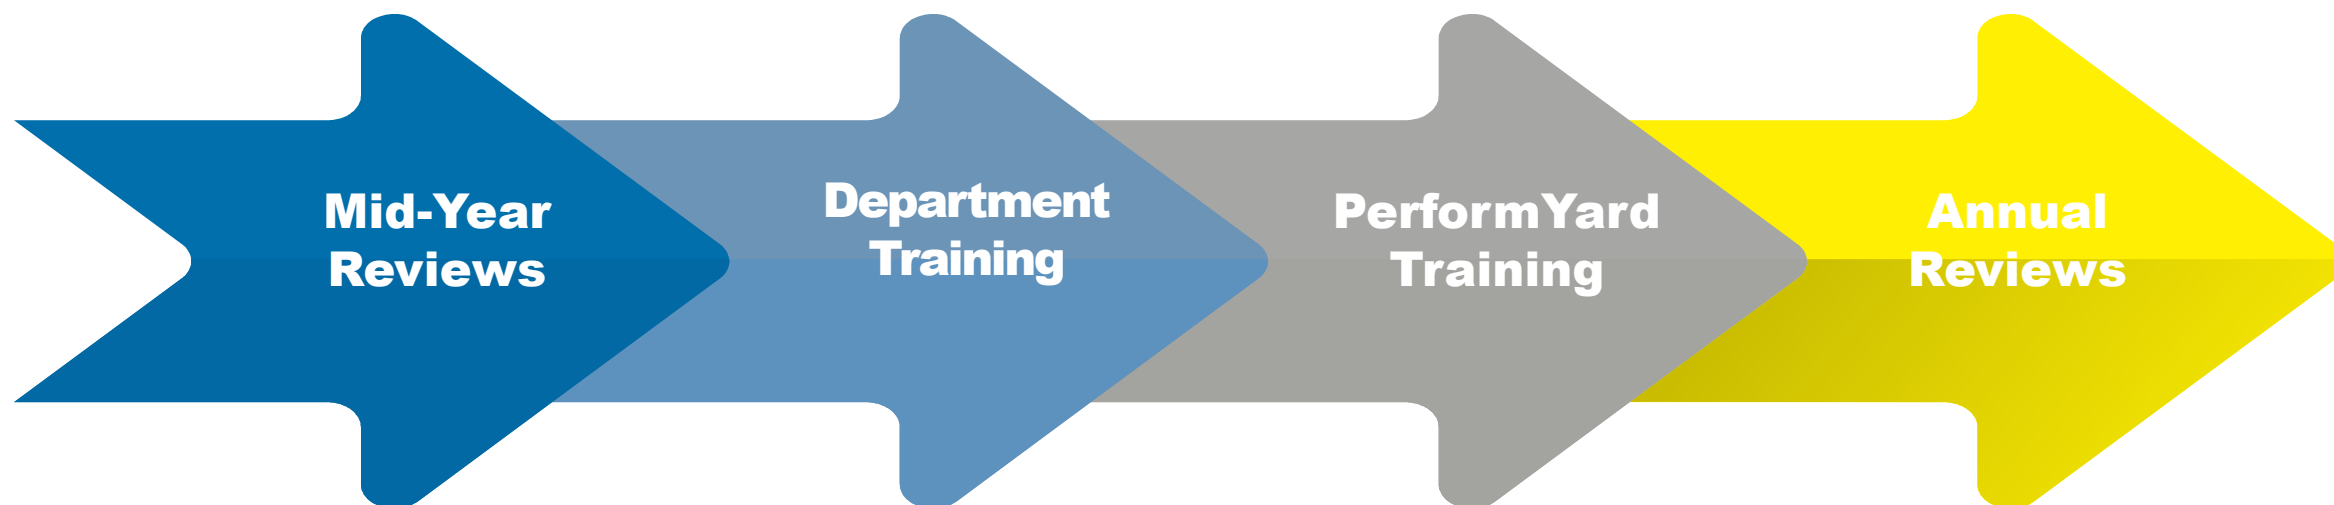 Mid-Year
Reviews
Department
Training
PerformYard
Training
Annual
Reviews